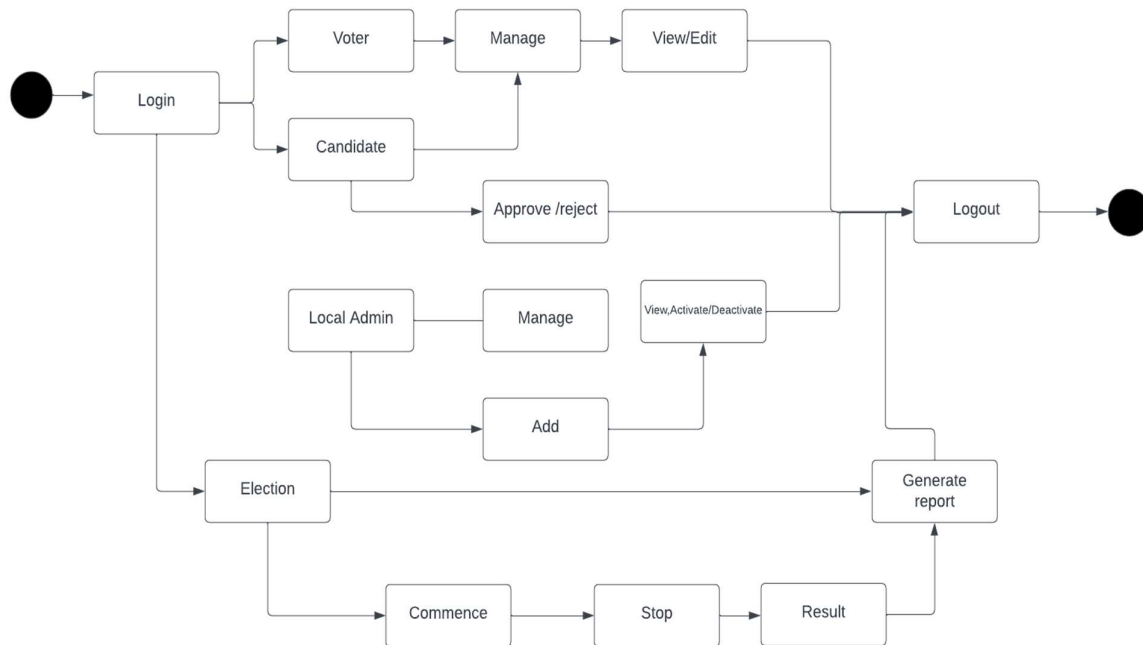 Voter
Manage
View/Edit
Login
Candidate
Approve /reject
Logout
Local Admin
Manage
View,Activate/Deactivate
Add
Election
Generate
report
Commence
Stop
Result